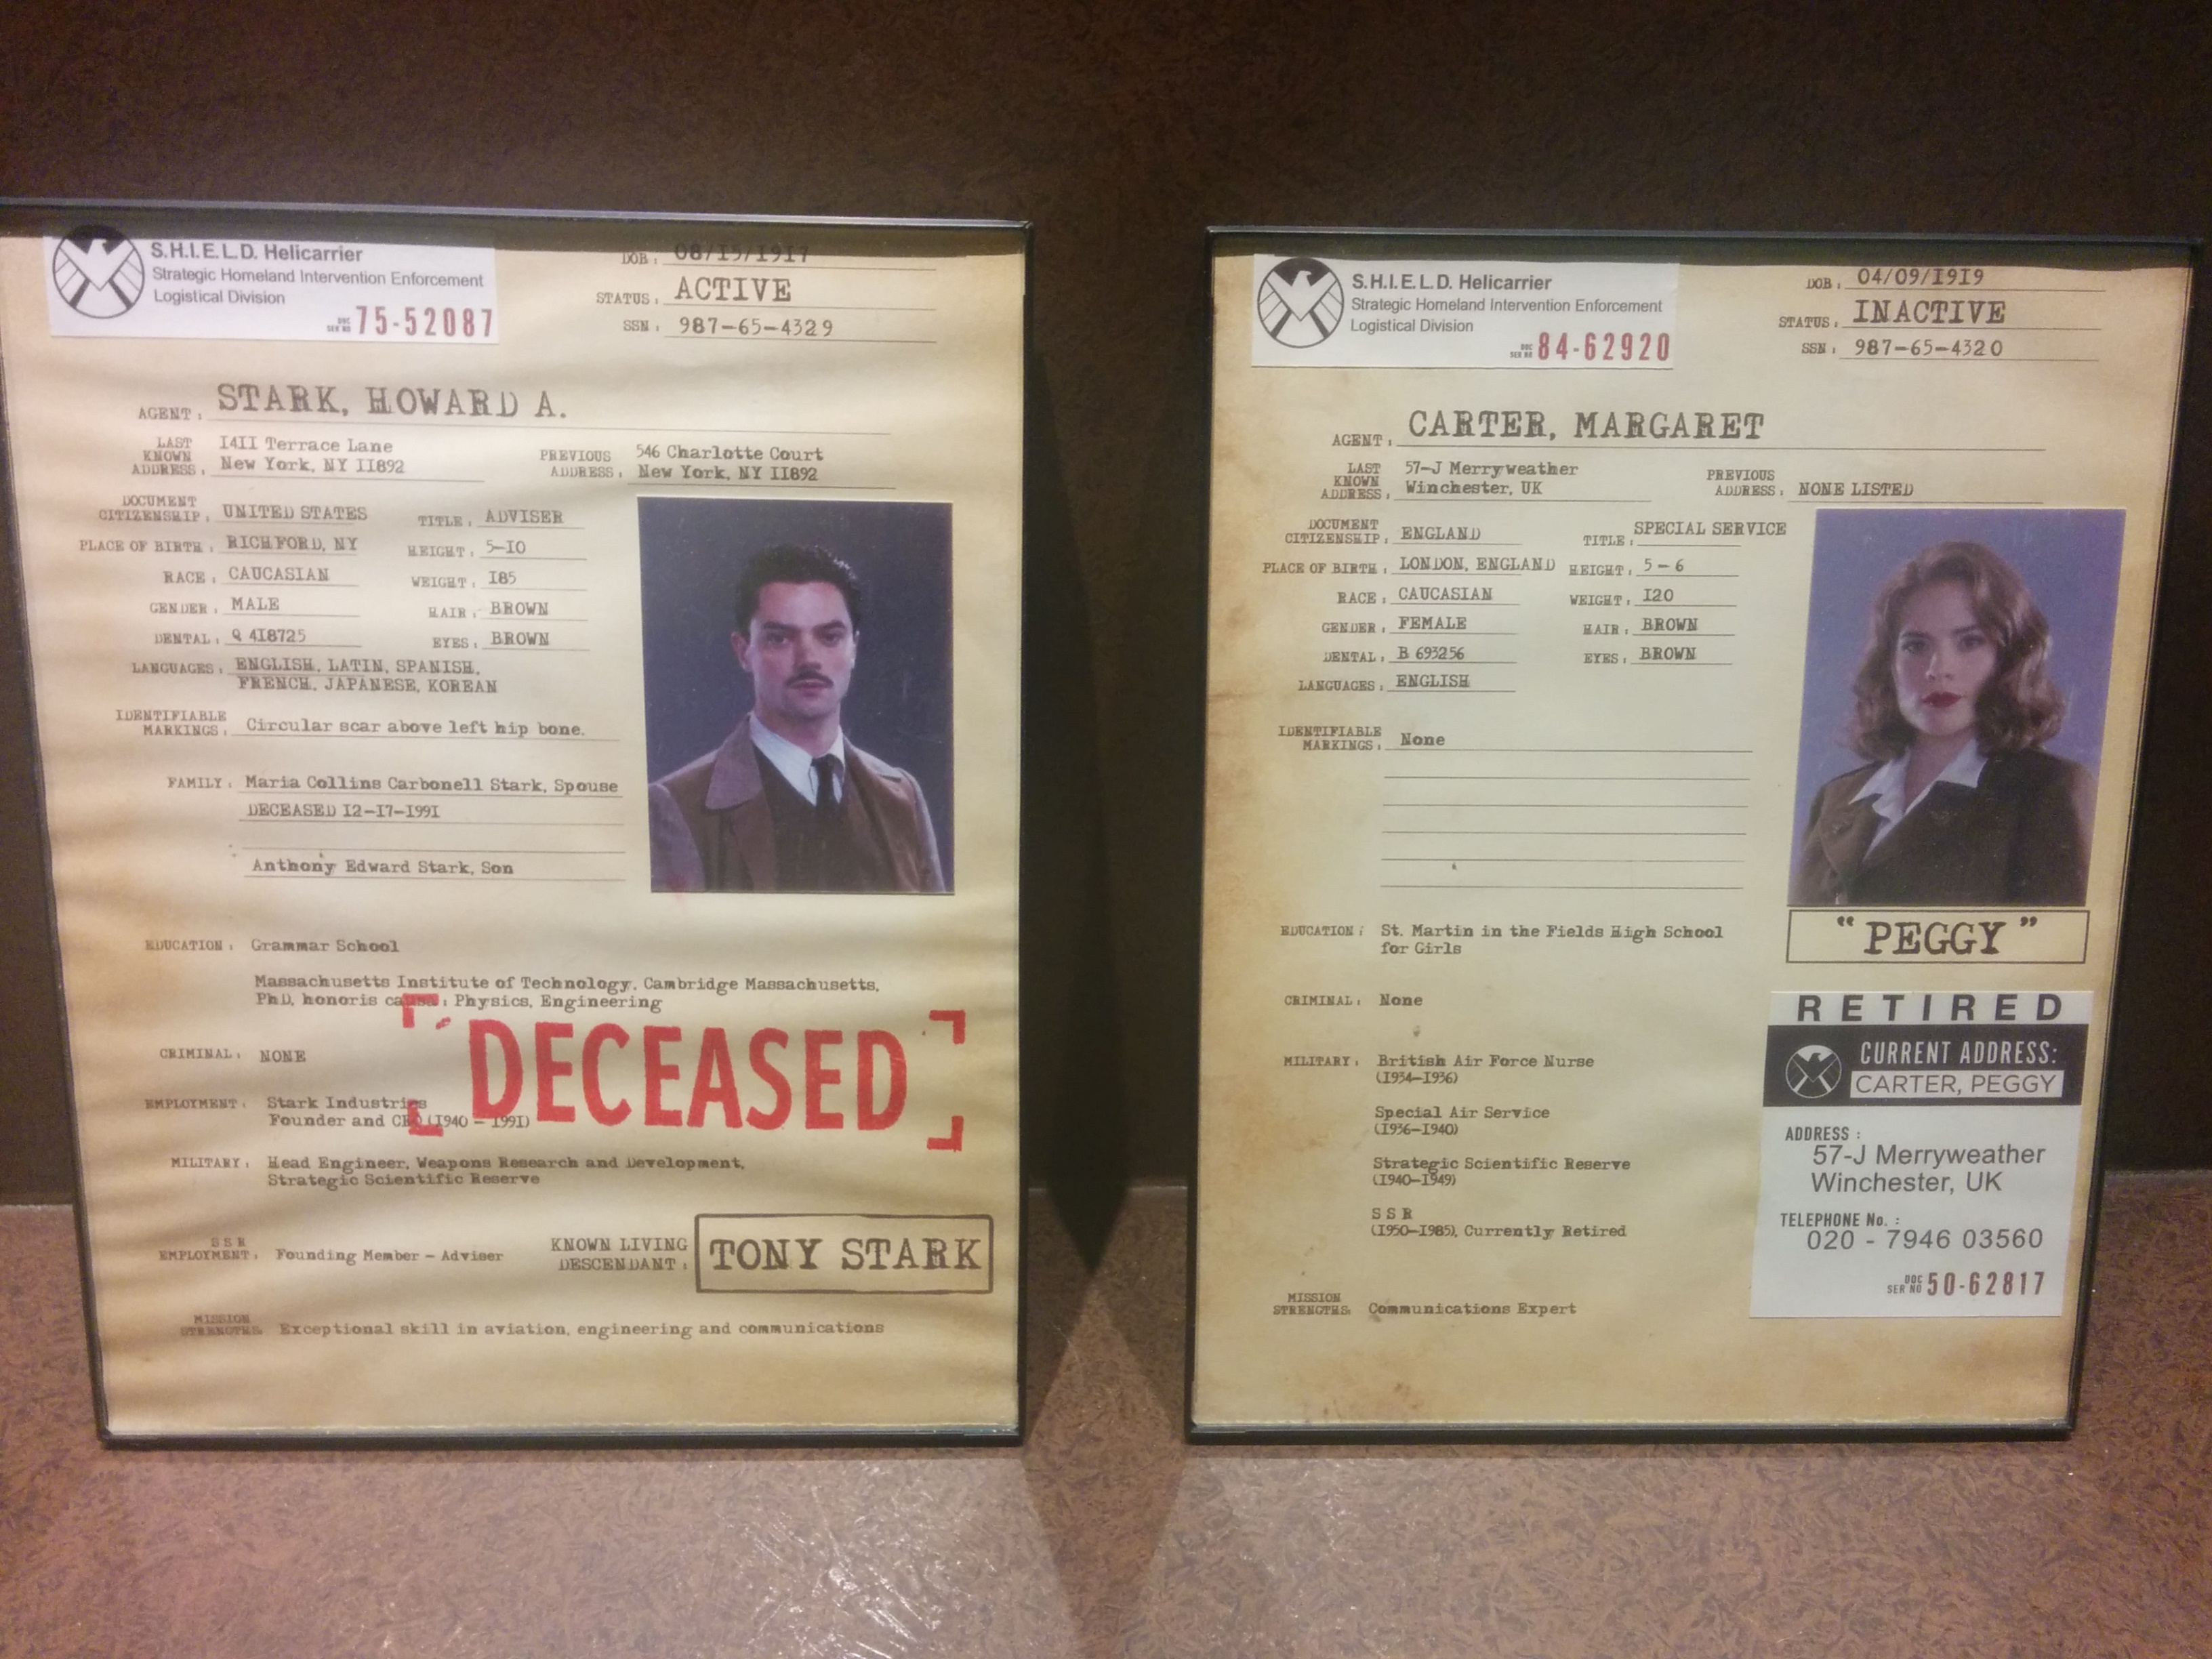 S.H.I.E.L.D. Helicarrier
Strategic Homeland Intervention Enforcement
Logistical Division
DOC
SER NO 75-52087
DOB: 08/15/1917
STATUS: ACTIVE
SSN: 987-65-4329
AGENT: STARK, HOWARD A.
LAST
KNOWN
ADDRESS: 1411 Terrace Lane
New York, NY 11892
PREVIOUS
ADDRESS: 546 Charlotte Court
New York, NY 11892
DOCUMENT
CITIZENSHIP: UNITED STATES
TITLE: ADVISER
PLACE OF BIRTH: RICHFORD, NY
HEIGHT: 5-10
RACE: CAUCASIAN
WEIGHT: 185
GENDER: MALE
HAIR: BROWN
DENTAL: Q 418725
EYES: BROWN
LANGUAGES: ENGLISH, LATIN, SPANISH,
FRENCH, JAPANESE, KOREAN
IDENTIFIABLE
MARKINGS: Circular scar above left hip bone.
FAMILY: Maria Collins Carbonell Stark, Spouse
DECEASED 12-17-1991
Anthony Edward Stark, Son
EDUCATION: Grammar School
Massachusetts Institute of Technology, Cambridge Massachusetts,
PhD, honoris causa: Physics, Engineering
DECEASED
CRIMINAL: NONE
EMPLOYMENT: Stark Industries
Founder and CEO (1940 - 1991)
MILITARY: Head Engineer, Weapons Research and Development,
Strategic Scientific Reserve
SSR
EMPLOYMENT: Founding Member - Adviser
KNOWN LIVING
DESCENDANT: TONY STARK
MISSION
STRENGTHS: Exceptional skill in aviation, engineering and communications
S.H.I.E.L.D. Helicarrier
Strategic Homeland Intervention Enforcement
Logistical Division
DOC
SER NO 84-62920
DOB: 04/09/1919
STATUS: INACTIVE
SSN: 987-65-4320
AGENT: CARTER, MARGARET
LAST
KNOWN
ADDRESS: 57-J Merryweather
Winchester, UK
PREVIOUS
ADDRESS: NONE LISTED
DOCUMENT
CITIZENSHIP: ENGLAND
TITLE: SPECIAL SERVICE
PLACE OF BIRTH: LONDON, ENGLAND
HEIGHT: 5-6
RACE: CAUCASIAN
WEIGHT: 120
GENDER: FEMALE
HAIR: BROWN
DENTAL: B 693256
EYES: BROWN
LANGUAGES: ENGLISH
IDENTIFIABLE
MARKINGS: None
EDUCATION: St. Martin in the Fields High School
for Girls
"PEGGY"
CRIMINAL: None
MILITARY: British Air Force Nurse
(1934-1936)
Special Air Service
(1936-1940)
Strategic Scientific Reserve
(1940-1949)
SSR
(1950-1985), Currently Retired
MISSION
STRENGTHS: Communications Expert
RETIRED
CURRENT ADDRESS:
CARTER, PEGGY
ADDRESS:
57-J Merryweather
Winchester, UK
TELEPHONE No. :
020 - 7946 03560
DOC
SER NO 50-62817